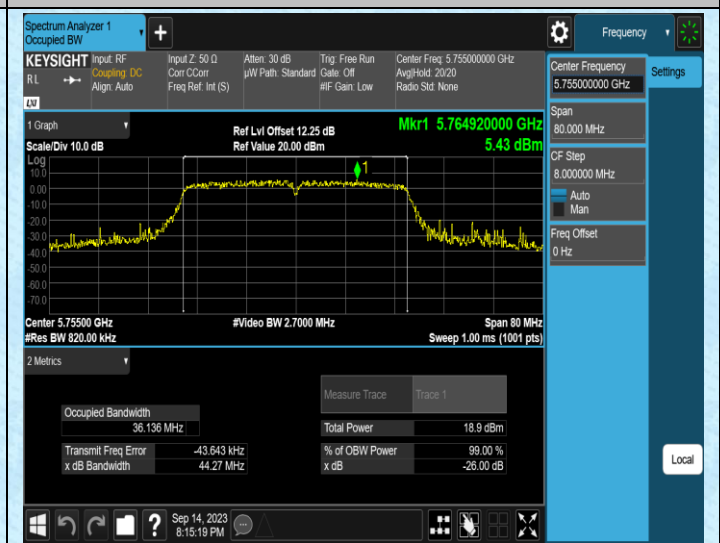 Spectrum Analyzer 1
Occupied BW
+
Frequency
KEYSIGHT
R L
LXI
Input: RF
Coupling: DC
Align: Auto
Input Z: 50 Ω
Corr CCorr
Freq Ref: Int (S)
Atten: 30 dB
µW Path: Standard
Trig: Free Run
Gate: Off
#IF Gain: Low
Center Freq: 5.755000000 GHz
Avg|Hold: 20/20
Radio Std: None
Center Frequency
5.755000000 GHz
Settings
Span
80.000 MHz
CF Step
8.000000 MHz
Auto
Man
Freq Offset
0 Hz
1 Graph
Scale/Div 10.0 dB
Ref Lvl Offset 12.25 dB
Ref Value 20.00 dBm
Mkr1 5.764920000 GHz
5.43 dBm
Log
10.0
0.00
-10.0
-20.0
-30.0
-40.0
-50.0
-60.0
-70.0
1
Center 5.75500 GHz
#Res BW 820.00 kHz
#Video BW 2.7000 MHz
Span 80 MHz
Sweep 1.00 ms (1001 pts)
2 Metrics
Measure Trace
Trace 1
Occupied Bandwidth
36.136 MHz
Total Power 18.9 dBm
Transmit Freq Error -43.643 kHz
% of OBW Power 99.00 %
x dB Bandwidth 44.27 MHz
x dB -26.00 dB
Local
?
Sep 14, 2023
8:15:19 PM